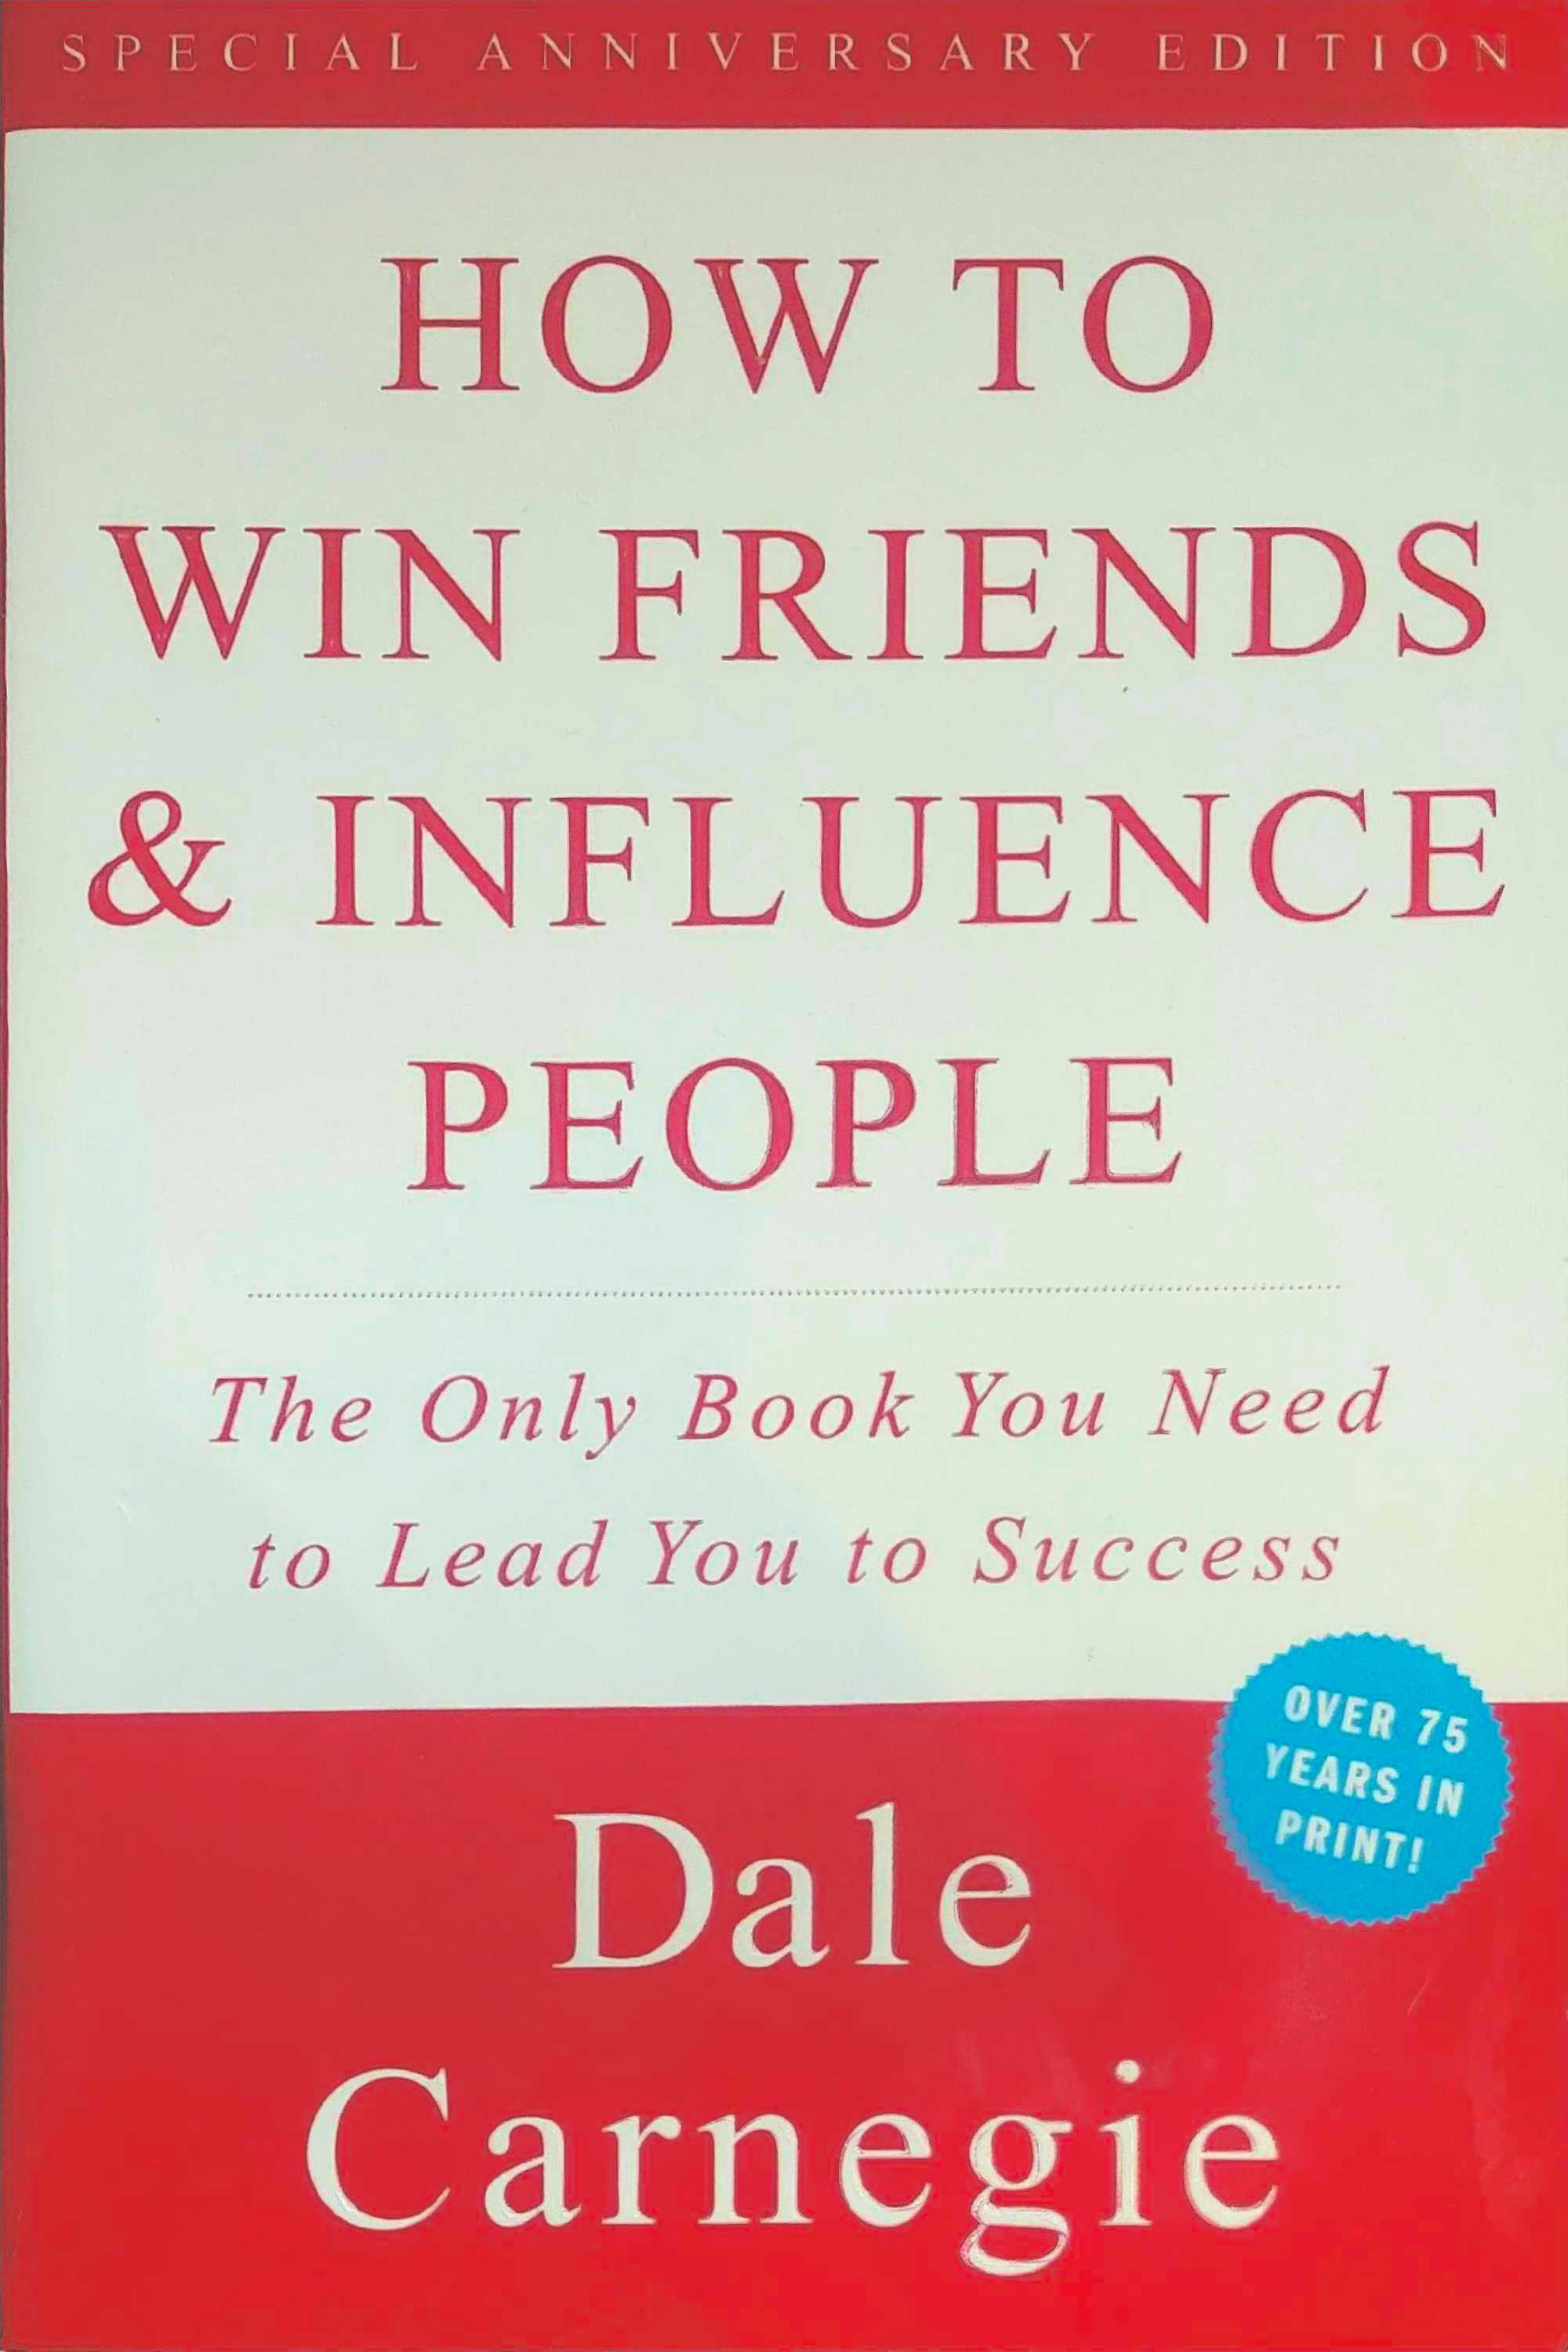 SPECIAL ANNIVERSARY EDITION
HOW TO
WIN FRIENDS
& INFLUENCE
PEOPLE
The Only Book You Need
to Lead You to Success
OVER 75
YEARS IN
PRINT!
Dale
Carnegie